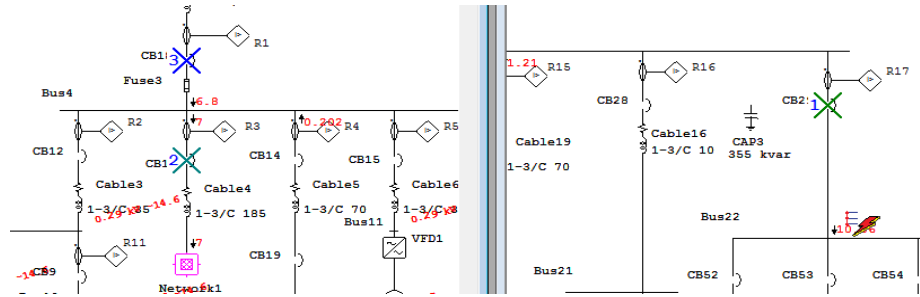 R1
CB1
3
Fuse3
Bus4
6.8
7
0.202
R2
R3
R4
R5
CB12
CB1
2
CB14
CB15
Cable3
Cable4
Cable5
Cable6
1-3/C 185
1-3/C 70
-14.6
Bus11
R11
7
VFD1
CB9
CB19
Network1
1.21
R15
R16
R17
CB28
CB2
1
Cable19
Cable16
CAP3
1-3/C 70
1-3/C 10
355 kvar
Bus22
Bus21
CB52
CB53
CB54